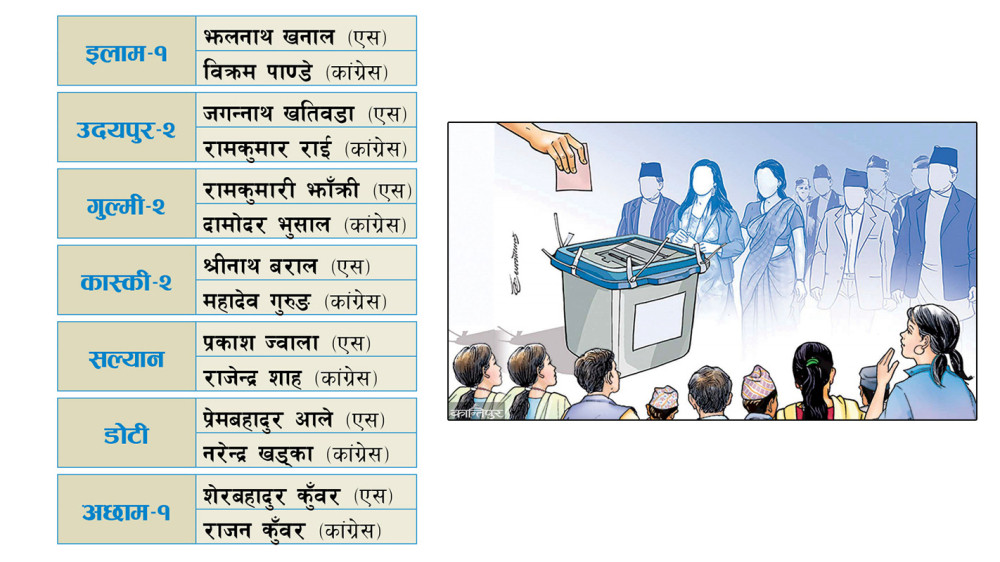 इलाम-१
झलनाथ खनाल (एस)
विक्रम पाण्डे (कांग्रेस)
उदयपुर-२
जगन्नाथ खतिवडा (एस)
रामकुमार राई (कांग्रेस)
गुल्मी-२
रामकुमारी झाँक्री (एस)
दामोदर भुसाल (कांग्रेस)
कास्की-२
श्रीनाथ बराल (एस)
महादेव गुरुङ (कांग्रेस)
सल्यान
प्रकाश ज्वाला (एस)
राजेन्द्र शाह (कांग्रेस)
डोटी
प्रेमबहादुर आले (एस)
नरेन्द्र खड्का (कांग्रेस)
अछाम-१
शेरबहादुर कुँवर (एस)
राजन कुँवर (कांग्रेस)
कान्तिपुर